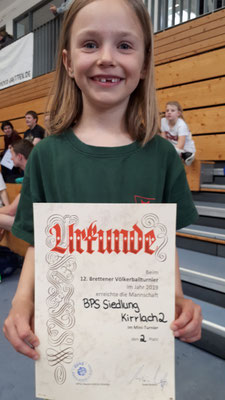 Urkunde
Beim
12. Brettener Völkerballturnier
im Jahr 2019
erreichte die Mannschaft
BPS Siedlung
Kirrlach 2
im Mini-Turnier
den 2 Platz